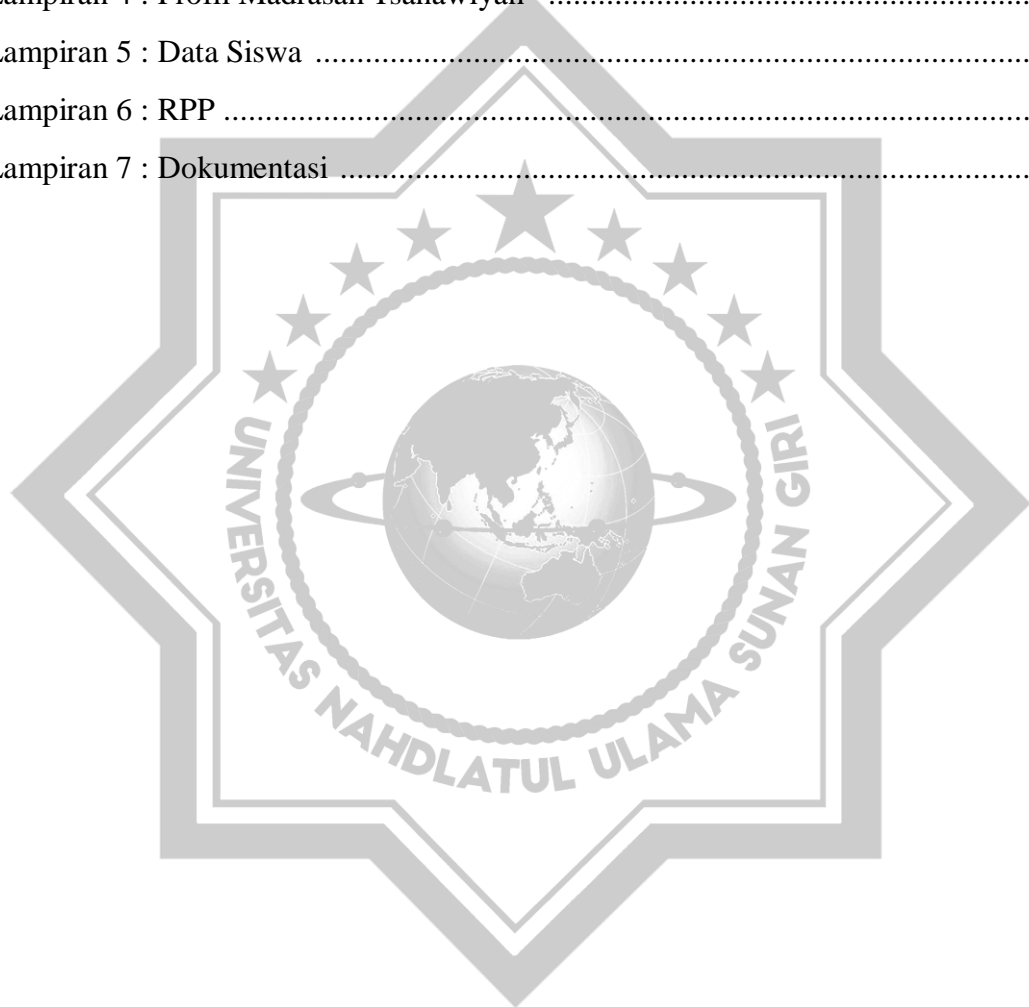 Lampiran 4 : Profil Madrasah Tsanawiyah ................................................................
Lampiran 5 : Data Siswa ................................................................................
Lampiran 6 : RPP ................................................................................
Lampiran 7 : Dokumentasi ................................................................................
UNIVERSITAS NAHDLATUL ULAMA SUNAN GIRI